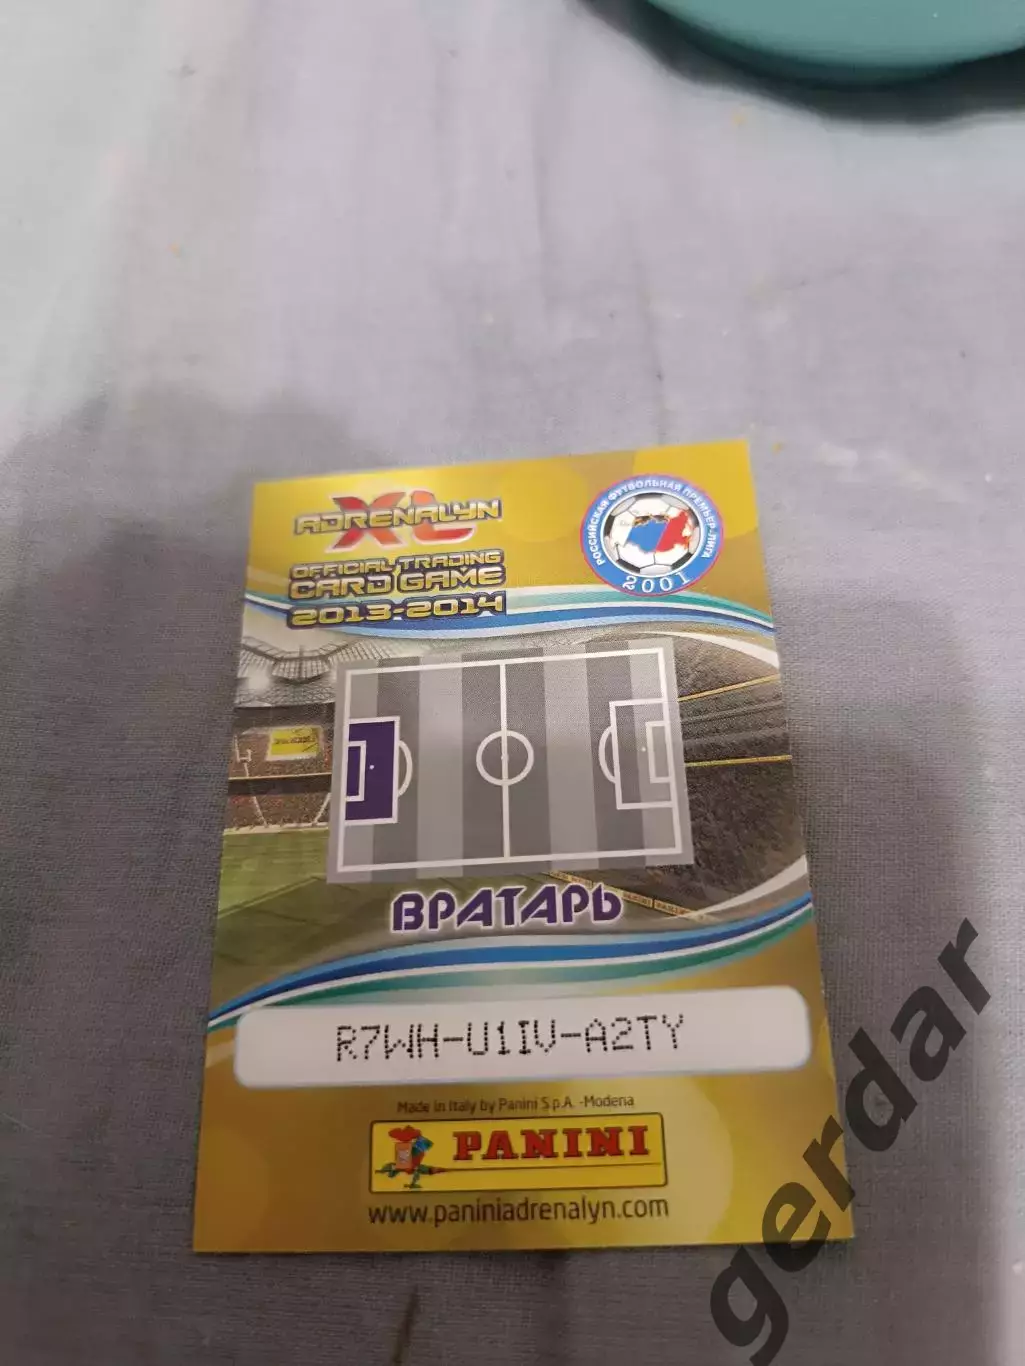 ADRENALYN XL
OFFICIAL TRADING
CARD GAME
2013-2014
РОССИЙСКАЯ ФУТБОЛЬНАЯ ПРЕМЬЕР-ЛИГА
2001
PANINI
ВРАТАРЬ
R7WH-U1IV-A2TY
Made in Italy by Panini S.p.A. -Modena
PANINI
www.paniniadrenalyn.com
gerdar